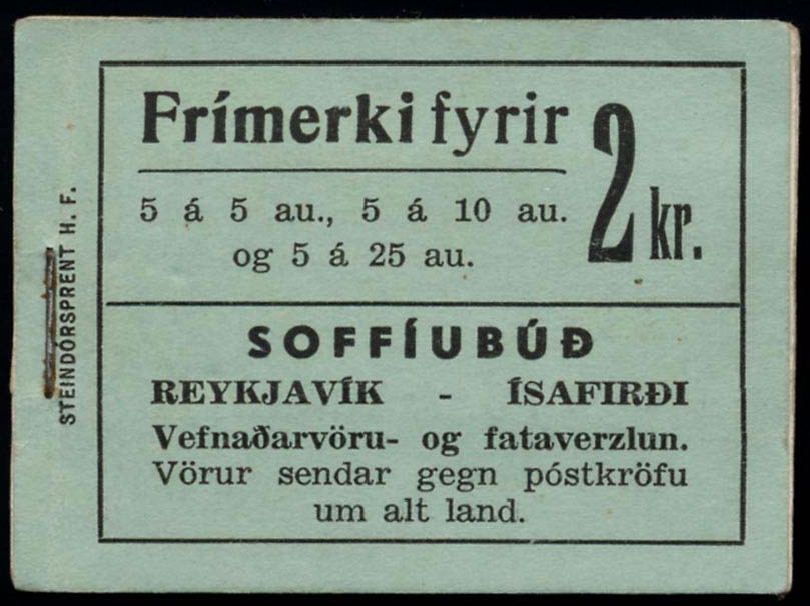 Frímerki fyrir 2 kr.
5 á 5 au., 5 á 10 au.
og 5 á 25 au.
SOFFÍUBÚÐ
REYKJAVÍK - ÍSAFIRÐI
Vefnaðarvöru- og fataverzlun.
Vörur sendar gegn póstkröfu
um alt land.
STEINDÓRSPRENT H. F.